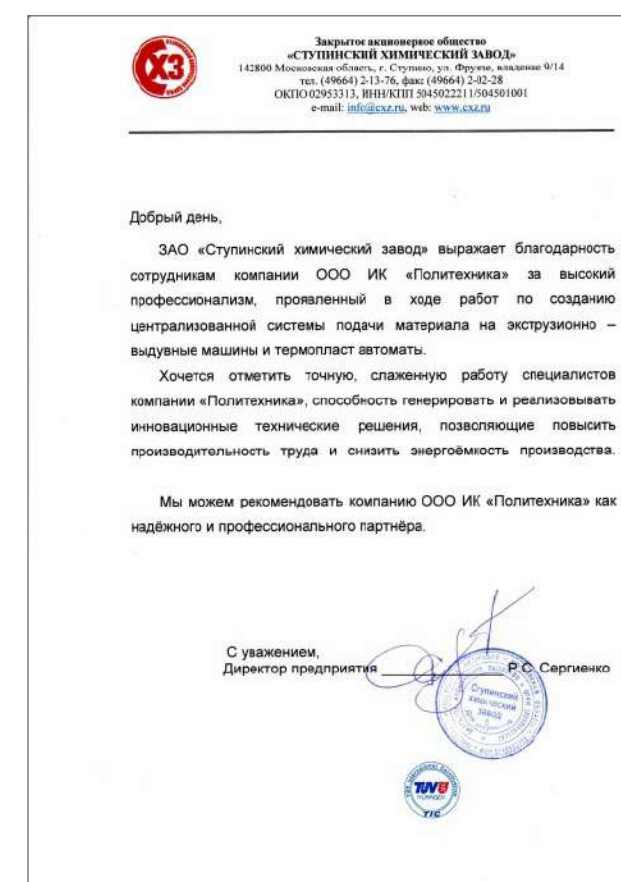 СХЗ
Закрытое акционерное общество
«СТУПИНСКИЙ ХИМИЧЕСКИЙ ЗАВОД»
142800 Московская область, г. Ступино, ул. Фрунзе, владение 9/14
тел. (49664) 2-13-76, факс (49664) 2-02-28
ОКПО 02953313, ИНН/КПП 5045022211/504501001
e-mail: info@cxz.ru, web: www.cxz.ru
Добрый день,
ЗАО «Ступинский химический завод» выражает благодарность
сотрудникам компании ООО ИК «Политехника» за высокий
профессионализм, проявленный в ходе работ по созданию
централизованной системы подачи материала на экструзионно –
выдувные машины и термопласт автоматы.
Хочется отметить точную, слаженную работу специалистов
компании «Политехника», способность генерировать и реализовывать
инновационные технические решения, позволяющие повысить
производительность труда и снизить энергоёмкость производства.
Мы можем рекомендовать компанию ООО ИК «Политехника» как
надёжного и профессионального партнёра.
С уважением,
Директор предприятия Р.С. Сергиенко
Ступинский
химический
завод
TÜV
TIC